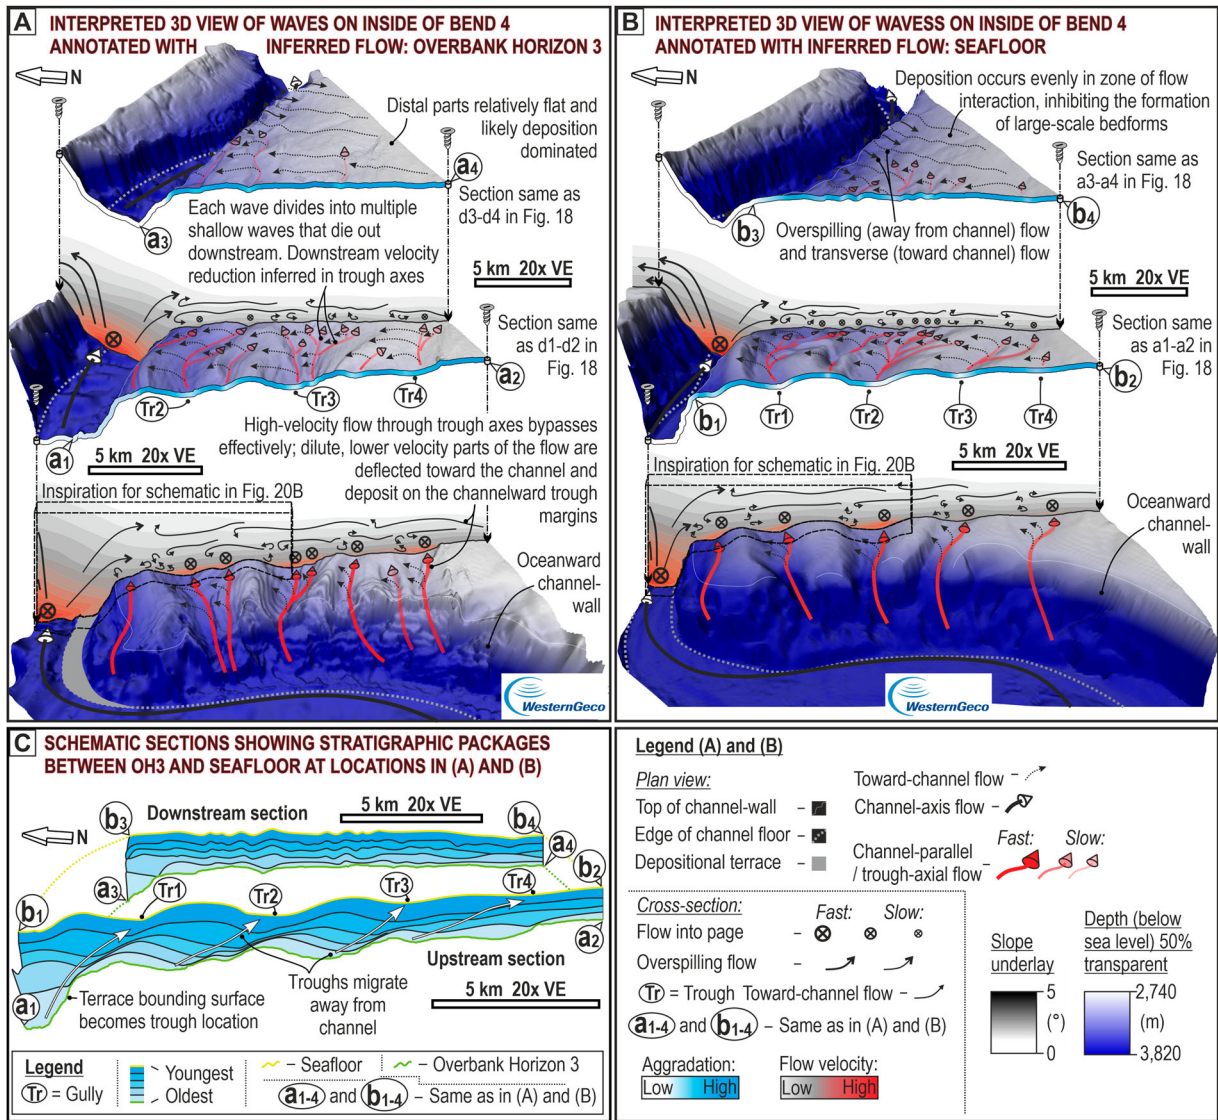 A INTERPRETED 3D VIEW OF WAVES ON INSIDE OF BEND 4
ANNOTATED WITH INFERRED FLOW: OVERBANK HORIZON 3
N
Distal parts relatively flat and
likely deposition
dominated
a4
Section same as
d3-d4 in Fig. 18
a3
Each wave divides into multiple
shallow waves that die out
downstream. Downstream velocity
reduction inferred in trough axes
5 km 20x VE
Section same
as d1-d2 in
Fig. 18
a2
Tr2
Tr3
Tr4
a1
5 km 20x VE
High-velocity flow through trough axes bypasses
effectively; dilute, lower velocity parts of the flow are
deflected toward the channel and
deposit on the channelward trough
margins
Inspiration for schematic in Fig. 20B
Oceanward
channel-
wall
WesternGeco
B INTERPRETED 3D VIEW OF WAVESS ON INSIDE OF BEND 4
ANNOTATED WITH INFERRED FLOW: SEAFLOOR
N
Deposition occurs evenly in zone of flow
interaction, inhibiting the formation
of large-scale bedforms
Section same as
a3-a4 in Fig. 18
b3
b4
Overspilling (away from channel) flow
and transverse (toward channel) flow
5 km 20x VE
Section same
as a1-a2 in
Fig. 18
b2
b1
Tr1
Tr2
Tr3
Tr4
5 km 20x VE
Inspiration for schematic in Fig. 20B
Oceanward
channel-
wall
WesternGeco
C SCHEMATIC SECTIONS SHOWING STRATIGRAPHIC PACKAGES
BETWEEN OH3 AND SEAFLOOR AT LOCATIONS IN (A) AND (B)
N
b3
Downstream section
5 km 20x VE
b4
a4
b2
a3
b1
Tr1
Tr2
Tr3
Tr4
a2
a1
Terrace bounding surface
becomes trough location
Troughs migrate
away from
channel
Upstream section
5 km 20x VE
Legend
Tr = Gully
– Youngest
– Oldest
– Seafloor
– Overbank Horizon 3
a1-4 and b1-4 – Same as in (A) and (B)
Legend (A) and (B)
Plan view:
Top of channel-wall –
Edge of channel floor –
Depositional terrace –
Toward-channel flow –
Channel-axis flow –
Channel-parallel
/ trough-axial flow –
Fast: Slow:
Cross-section:
Fast: Slow:
Flow into page –
Overspilling flow –
Tr = Trough Toward-channel flow –
a1-4 and b1-4 – Same as in (A) and (B)
Aggradation:
Low High
Flow velocity:
Low High
Slope
underlay
5
(°)
0
Depth (below
sea level) 50%
transparent
2,740
(m)
3,820